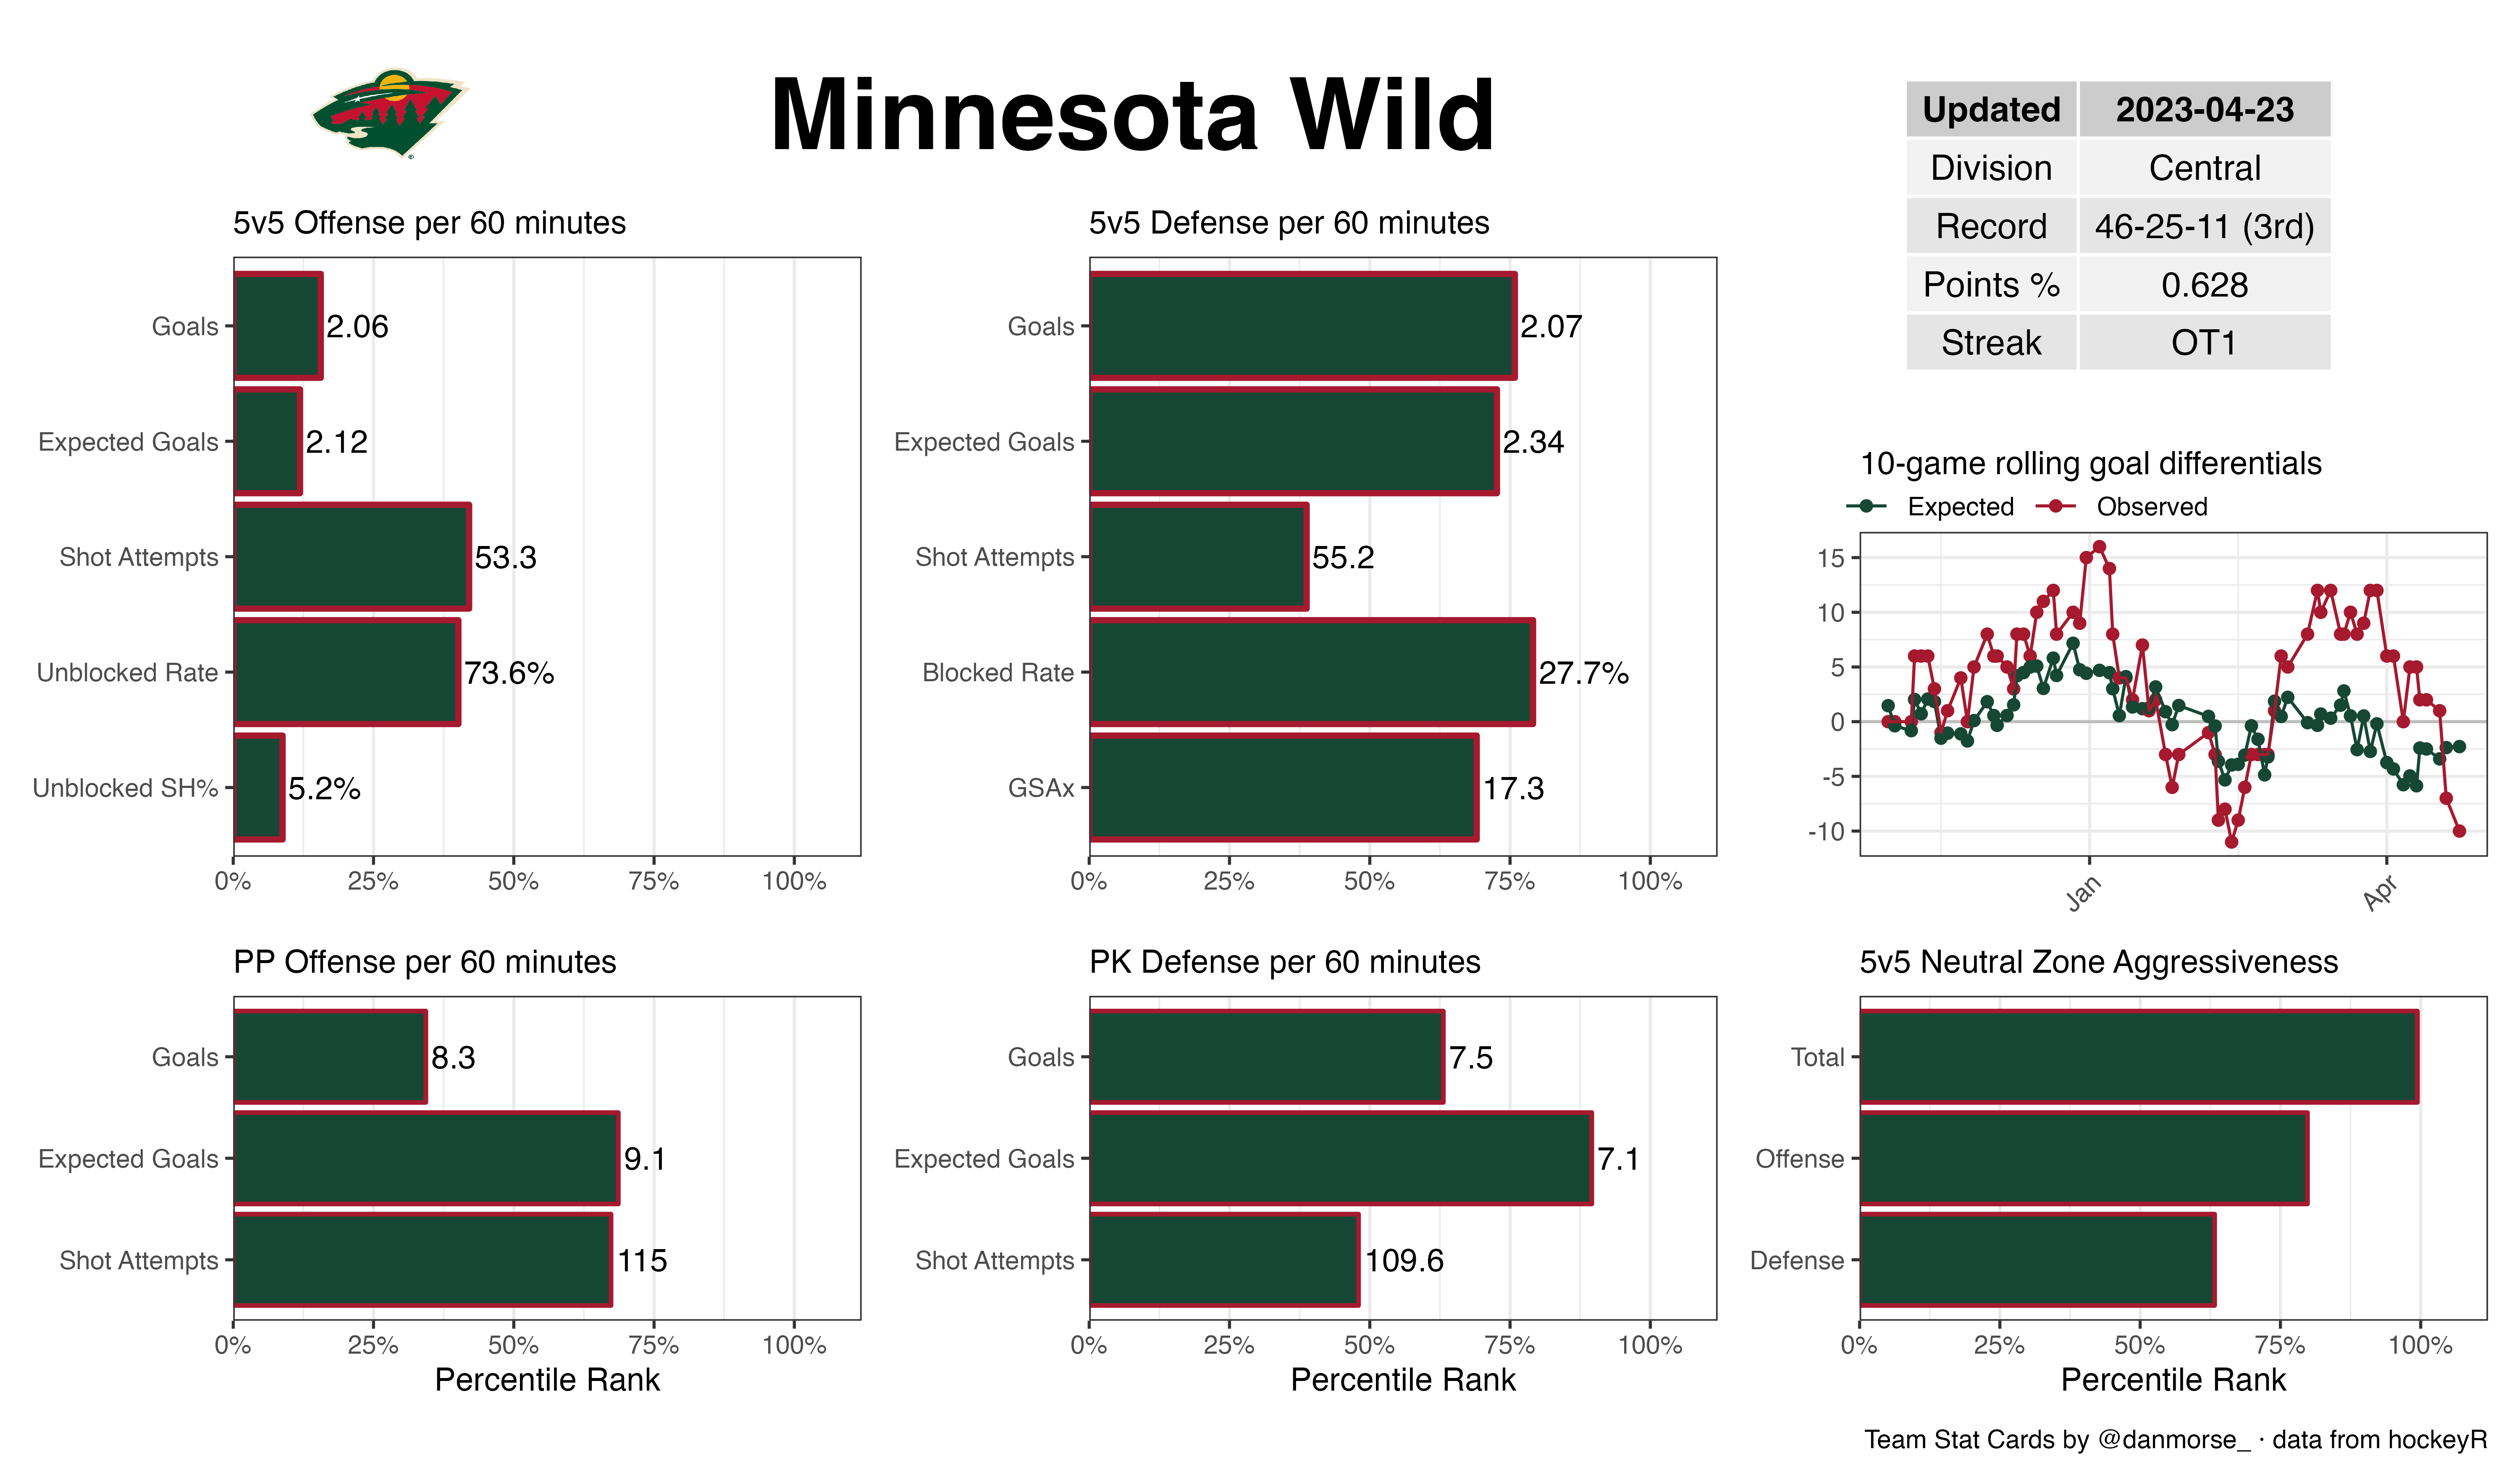 Minnesota Wild
Updated 2023-04-23
Division Central
Record 46-25-11 (3rd)
Points % 0.628
Streak OT1
5v5 Offense per 60 minutes
Goals 2.06
Expected Goals 2.12
Shot Attempts 53.3
Unblocked Rate 73.6%
Unblocked SH% 5.2%
0% 25% 50% 75% 100%
5v5 Defense per 60 minutes
Goals 2.07
Expected Goals 2.34
Shot Attempts 55.2
Blocked Rate 27.7%
GSAx 17.3
0% 25% 50% 75% 100%
10-game rolling goal differentials
Expected Observed
15
10
5
0
-5
-10
Jan Apr
PP Offense per 60 minutes
Goals 8.3
Expected Goals 9.1
Shot Attempts 115
0% 25% 50% 75% 100%
Percentile Rank
PK Defense per 60 minutes
Goals 7.5
Expected Goals 7.1
Shot Attempts 109.6
0% 25% 50% 75% 100%
Percentile Rank
5v5 Neutral Zone Aggressiveness
Total
Offense
Defense
0% 25% 50% 75% 100%
Percentile Rank
Team Stat Cards by @danmorse_ · data from hockeyR